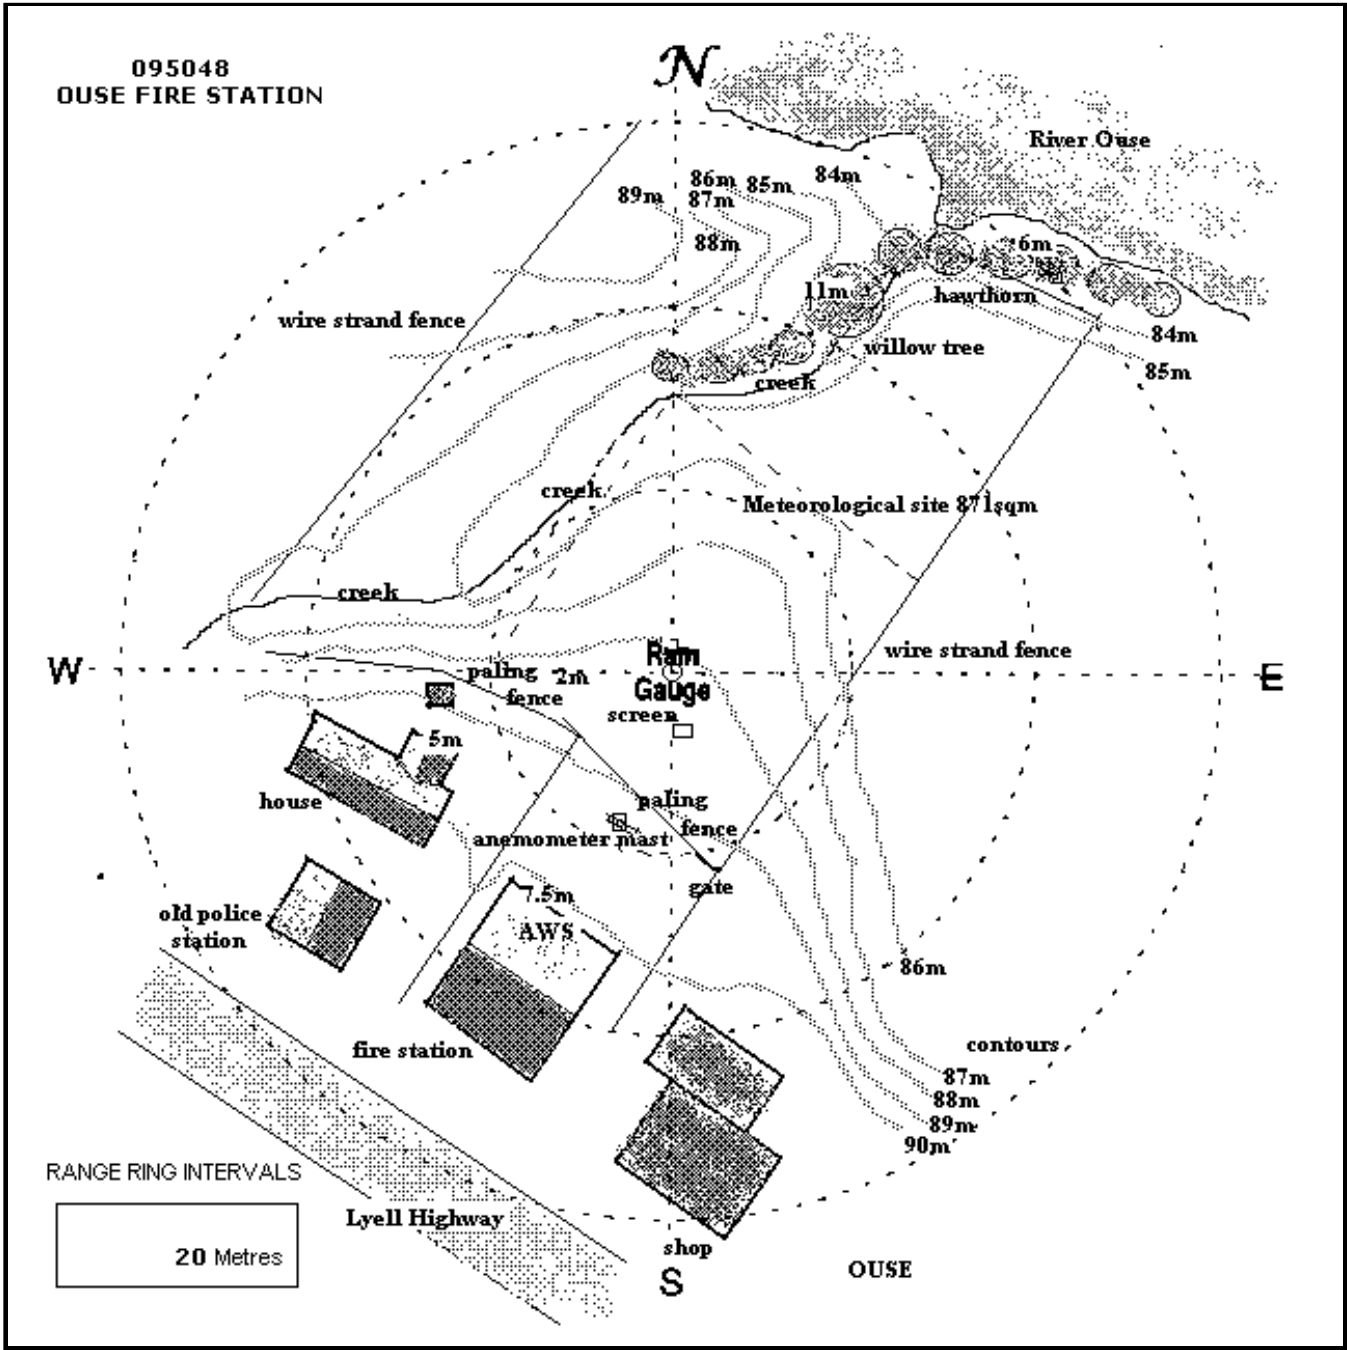 095048
OUSE FIRE STATION
N
River Ouse
86m
85m
84m
89m
87m
88m
6m
11m
hawthorn
wire strand fence
willow tree
84m
85m
creek
creek
Meteorological site 871sqm
creek
wire strand fence
W
paling
fence
2m
Rain
Gauge
E
screen
5m
house
paling
fence
anemometer mast
gate
7.5m
AWS
old police
station
86m
fire station
contours
87m
88m
89m
90m
RANGE RING INTERVALS
20 Metres
Lyell Highway
shop
S
OUSE